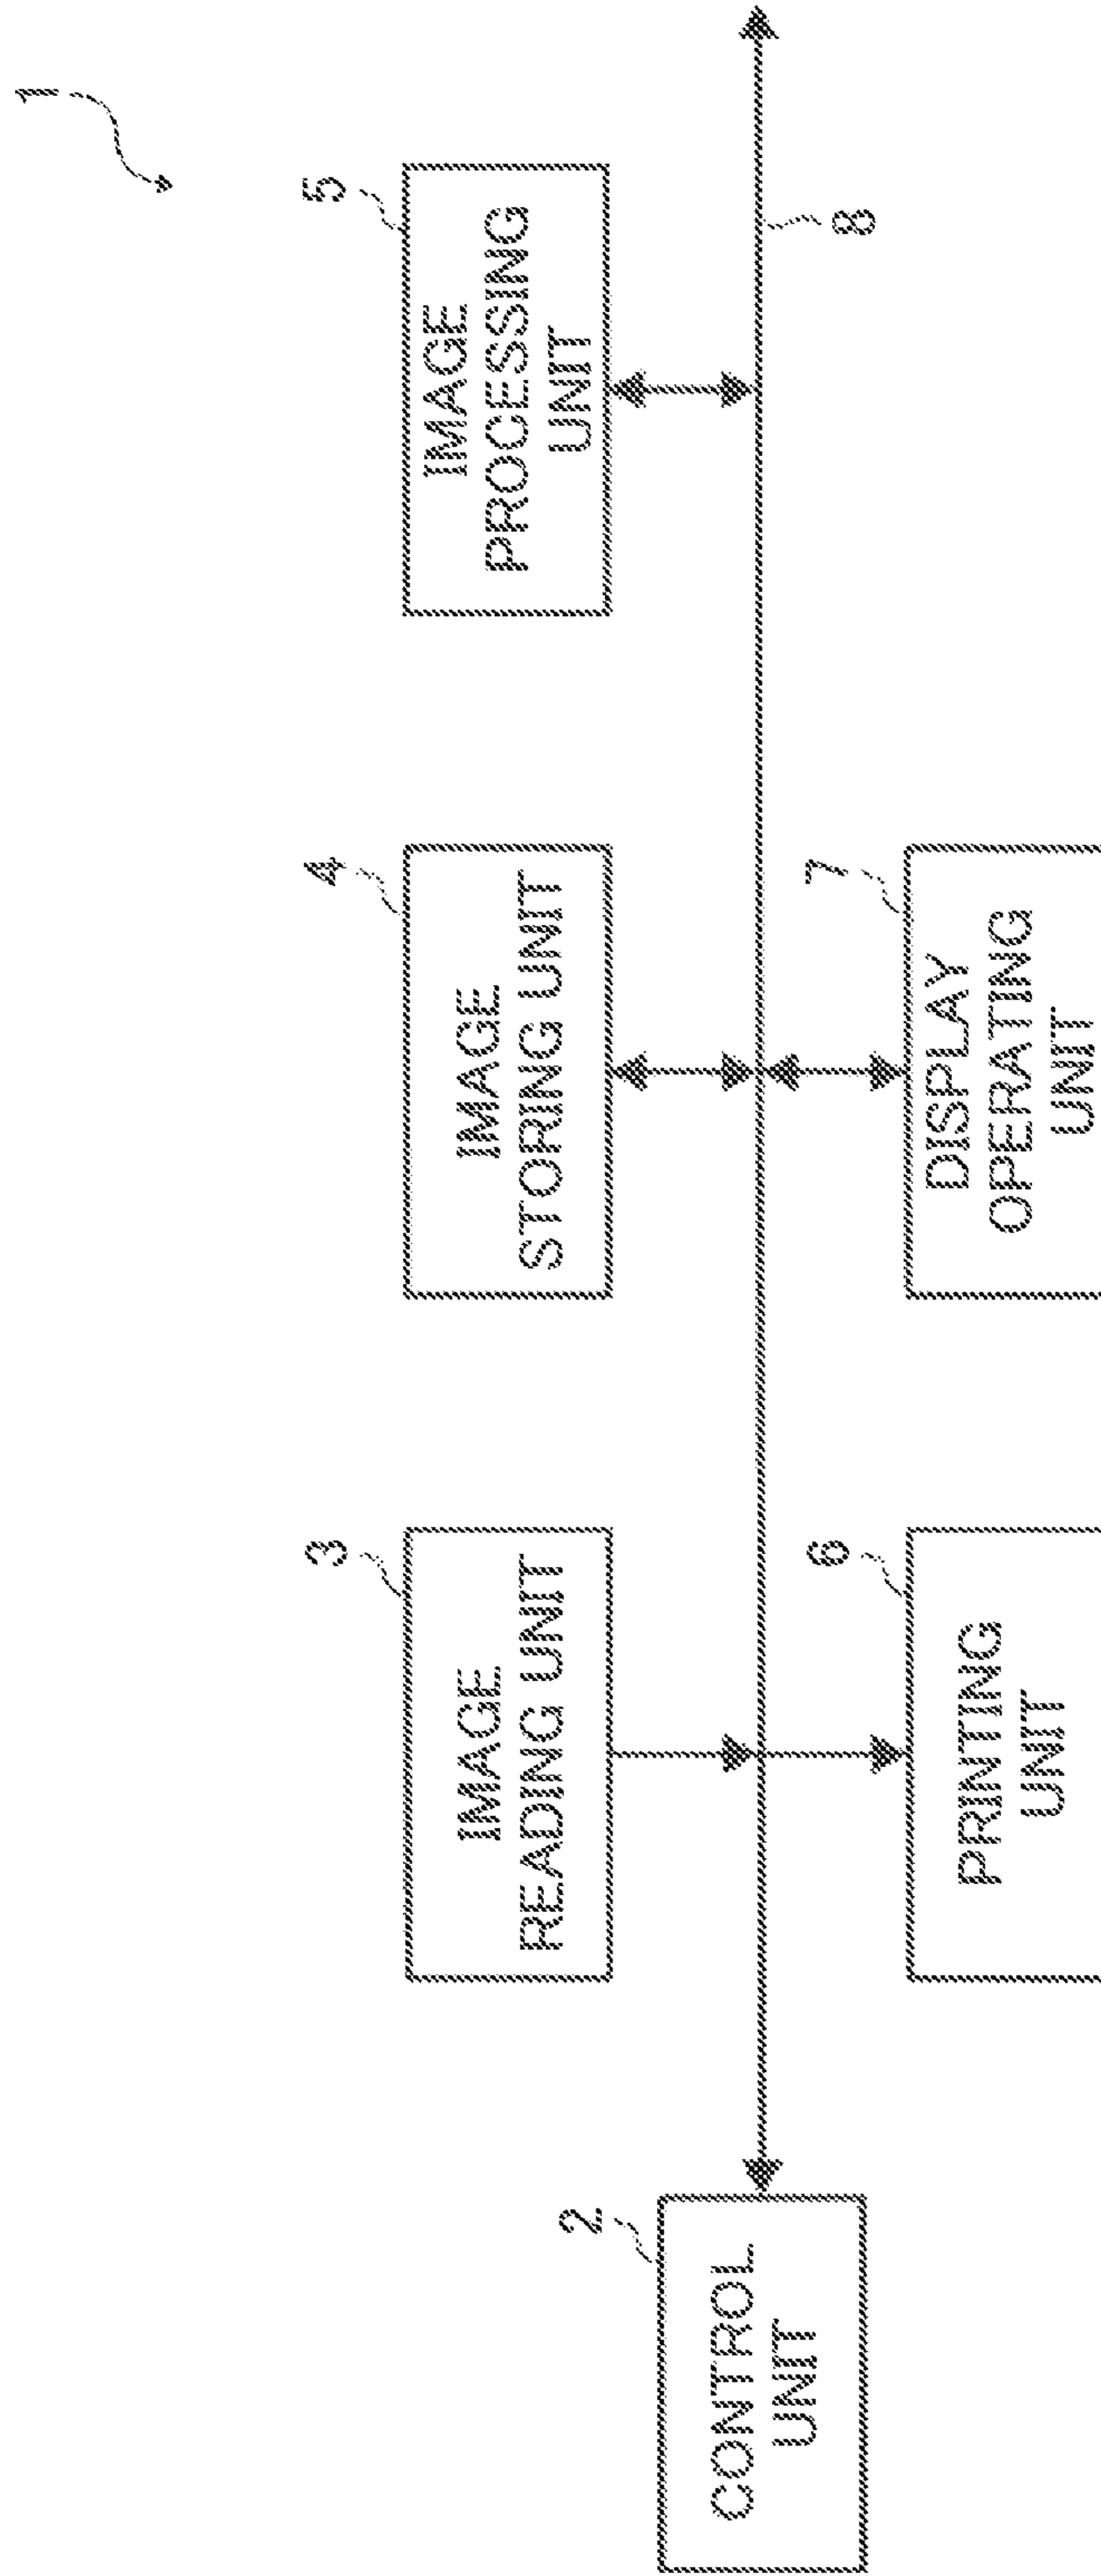 1
2
CONTROL
UNIT
3
IMAGE
READING UNIT
4
IMAGE
STORING UNIT
5
IMAGE
PROCESSING
UNIT
6
PRINTING
UNIT
7
DISPLAY
OPERATING
UNIT
8